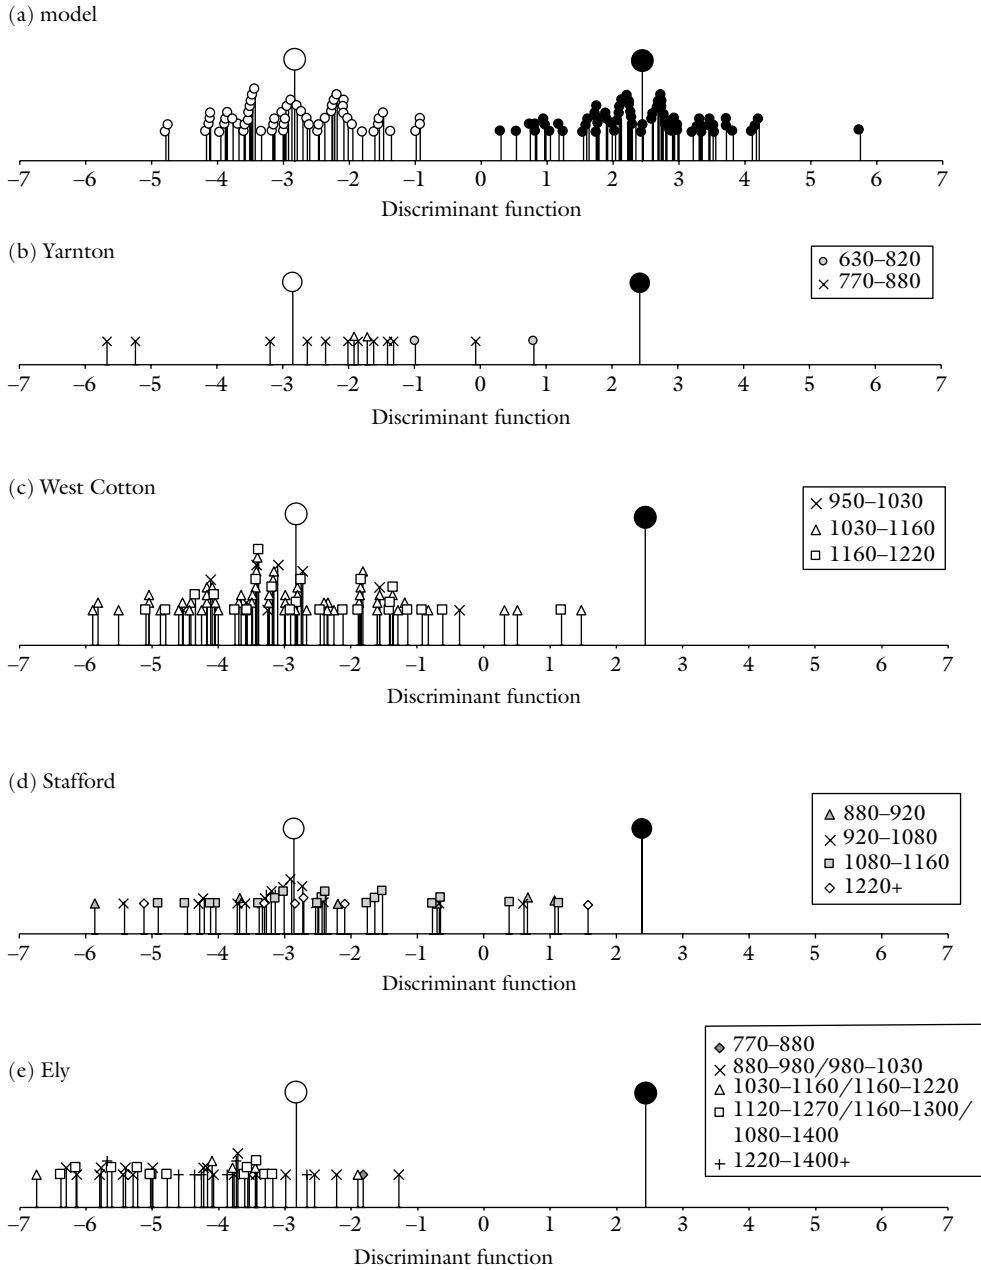 (a) model
–7 –6 –5 –4 –3 –2 –1 0 1 2 3 4 5 6 7
Discriminant function
(b) Yarnton
630–820
770–880
–7 –6 –5 –4 –3 –2 –1 0 1 2 3 4 5 6 7
Discriminant function
(c) West Cotton
950–1030
1030–1160
1160–1220
–7 –6 –5 –4 –3 –2 –1 0 1 2 3 4 5 6 7
Discriminant function
(d) Stafford
880–920
920–1080
1080–1160
1220+
–7 –6 –5 –4 –3 –2 –1 0 1 2 3 4 5 6 7
Discriminant function
(e) Ely
770–880
880–980/980–1030
1030–1160/1160–1220
1120–1270/1160–1300/
1080–1400
1220–1400+
–7 –6 –5 –4 –3 –2 –1 0 1 2 3 4 5 6 7
Discriminant function